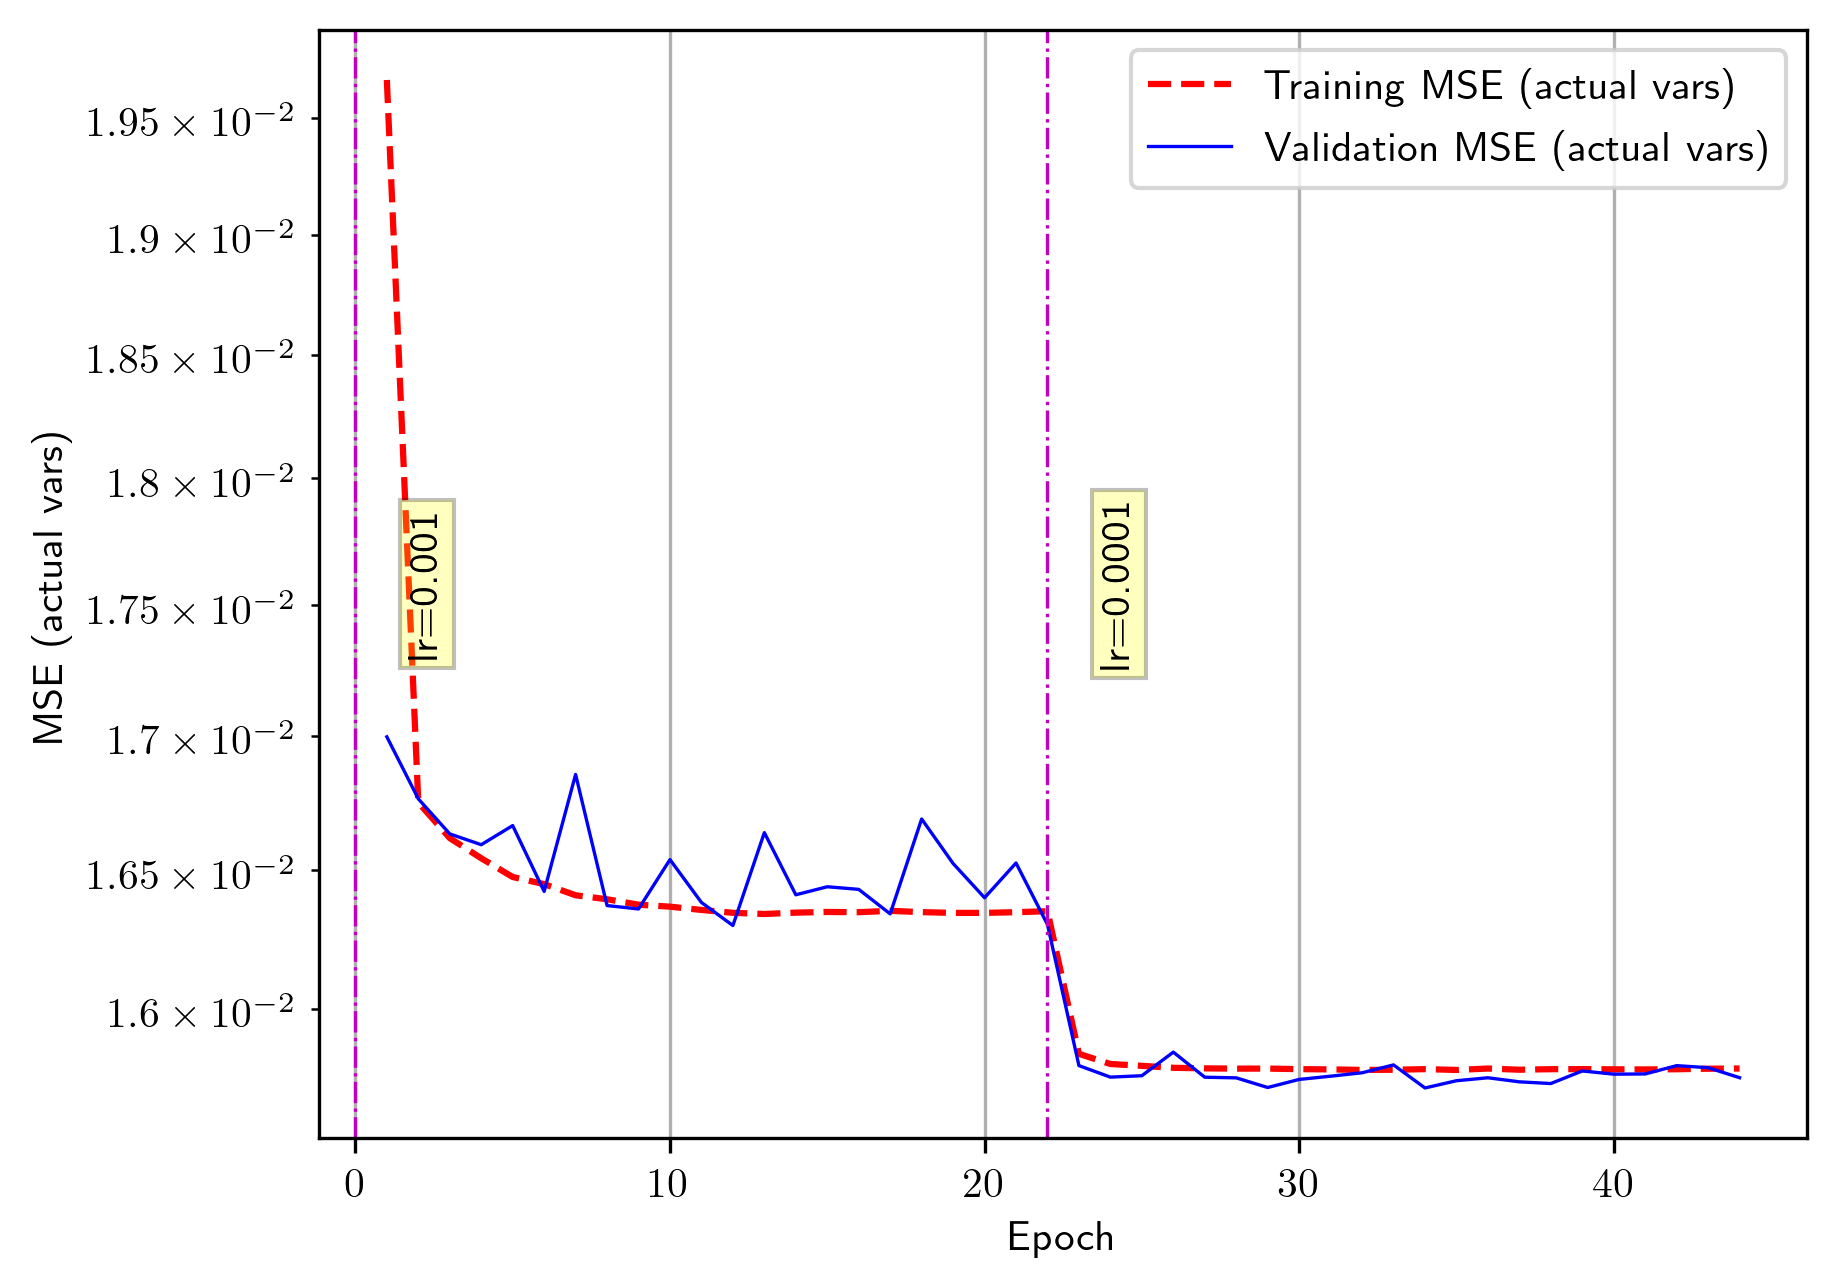 Training MSE (actual vars)
Validation MSE (actual vars)
1.95 × 10⁻²
1.9 × 10⁻²
1.85 × 10⁻²
1.8 × 10⁻²
1.75 × 10⁻²
1.7 × 10⁻²
1.65 × 10⁻²
1.6 × 10⁻²
MSE (actual vars)
lr=0.001
lr=0.0001
0 10 20 30 40
Epoch